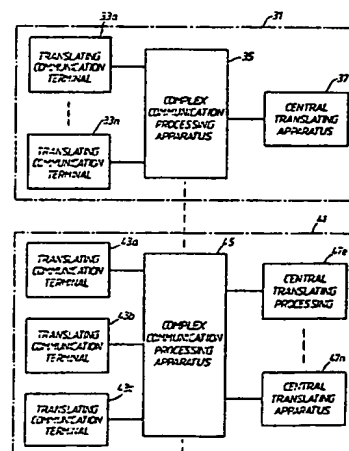 31
33a
TRANSLATING
COMMUNICATION
TERMINAL
33n
TRANSLATING
COMMUNICATION
TERMINAL
35
COMPLEX
COMMUNICATION
PROCESSING
APPARATUS
37
CENTRAL
TRANSLATING
APPARATUS
41
43a
TRANSLATING
COMMUNICATION
TERMINAL
43b
TRANSLATING
COMMUNICATION
TERMINAL
TRANSLATING
COMMUNICATION
TERMINAL
45
COMPLEX
COMMUNICATION
PROCESSING
APPARATUS
CENTRAL
TRANSLATING
PROCESSING
47n
CENTRAL
TRANSLATING
APPARATUS